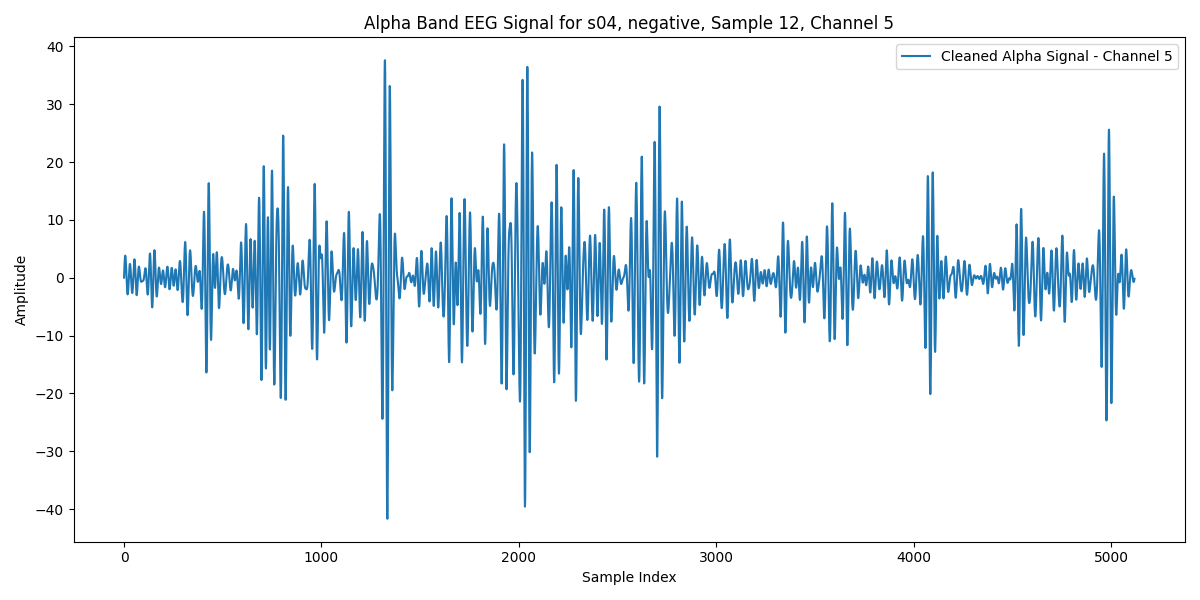 Alpha Band EEG Signal for s04, negative, Sample 12, Channel 5
Cleaned Alpha Signal - Channel 5
Amplitude
40
30
20
10
0
−10
−20
−30
−40
0 1000 2000 3000 4000 5000
Sample Index